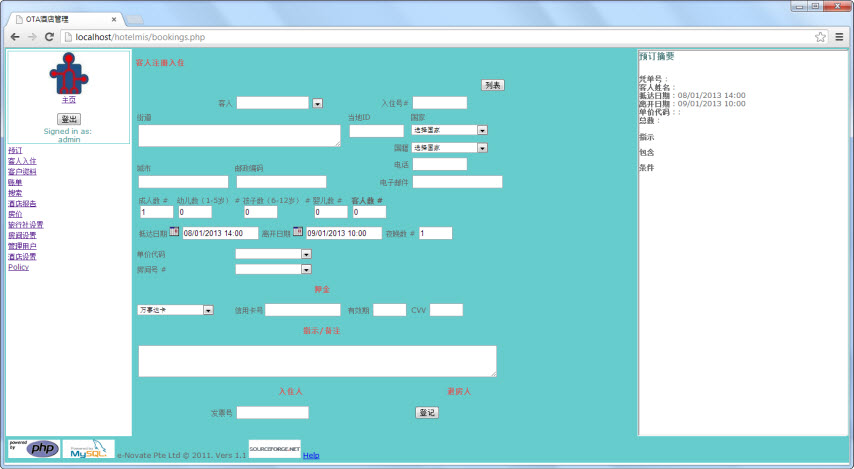 OTA酒店管理
localhost/hotelmis/bookings.php
主页
登出
Signed in as:
admin
预订
客人入住
客户资料
账单
搜索
酒店报告
房价
旅行社设置
房间设置
管理用户
酒店设置
Policy
客人注册入住
列表
客人
入住号#
街道
当地ID
国家
选择国家
国籍
选择国家
电话
城市
邮政编码
电子邮件
成人数 # 幼儿数（1-5岁） # 孩子数（6-12岁） # 婴儿数 # 客人数 #
1 0 0 0 0
抵达日期 08/01/2013 14:00 离开日期 09/01/2013 10:00 夜晚数 # 1
单价代码
房间号 #
押金
万事达卡 信用卡号 有效期 CVV
指示/备注
入住人 退房人
发票号
登记
预订摘要
凭单号：
客人姓名：
抵达日期：08/01/2013 14:00
离开日期：09/01/2013 10:00
单价代码：:
总数：
指示
包含
条件
powered by php
Powered by MySQL
e-Novate Pte Ltd © 2011. Vers 1.1
SOURCEFORGE.NET
Help